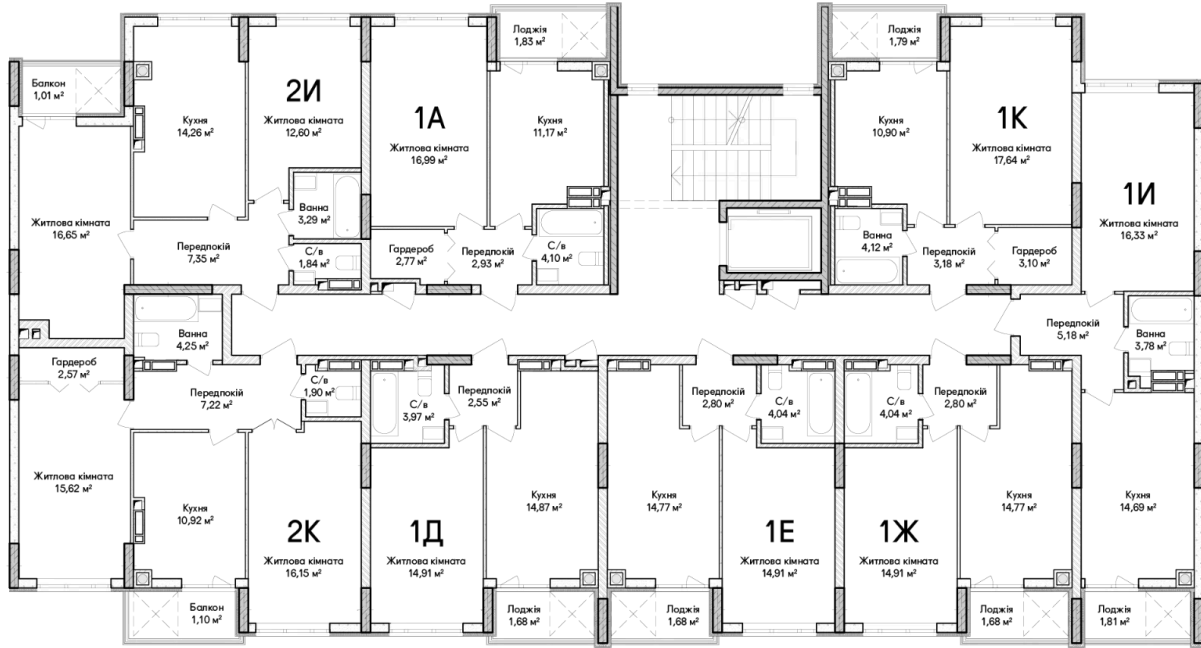 Балкон
1,01 м²
Кухня
14,26 м²
2И
Житлова кімната
12,60 м²
1А
Житлова кімната
16,99 м²
Лоджія
1,83 м²
Кухня
11,17 м²
Лоджія
1,79 м²
Кухня
10,90 м²
1К
Житлова кімната
17,64 м²
1И
Житлова кімната
16,33 м²
Житлова кімната
16,65 м²
Передпокій
7,35 м²
Ванна
3,29 м²
С/в
1,84 м²
Гардероб
2,77 м²
Передпокій
2,93 м²
С/в
4,10 м²
Ванна
4,12 м²
Передпокій
3,18 м²
Гардероб
3,10 м²
Ванна
4,25 м²
Передпокій
5,18 м²
Ванна
3,78 м²
Гардероб
2,57 м²
Передпокій
7,22 м²
С/в
1,90 м²
С/в
3,97 м²
Передпокій
2,55 м²
Передпокій
2,80 м²
С/в
4,04 м²
С/в
4,04 м²
Передпокій
2,80 м²
Житлова кімната
15,62 м²
Кухня
10,92 м²
2К
Житлова кімната
16,15 м²
1Д
Житлова кімната
14,91 м²
Кухня
14,87 м²
Кухня
14,77 м²
1Е
Житлова кімната
14,91 м²
1Ж
Житлова кімната
14,91 м²
Кухня
14,77 м²
Кухня
14,69 м²
Балкон
1,10 м²
Лоджія
1,68 м²
Лоджія
1,68 м²
Лоджія
1,68 м²
Лоджія
1,81 м²